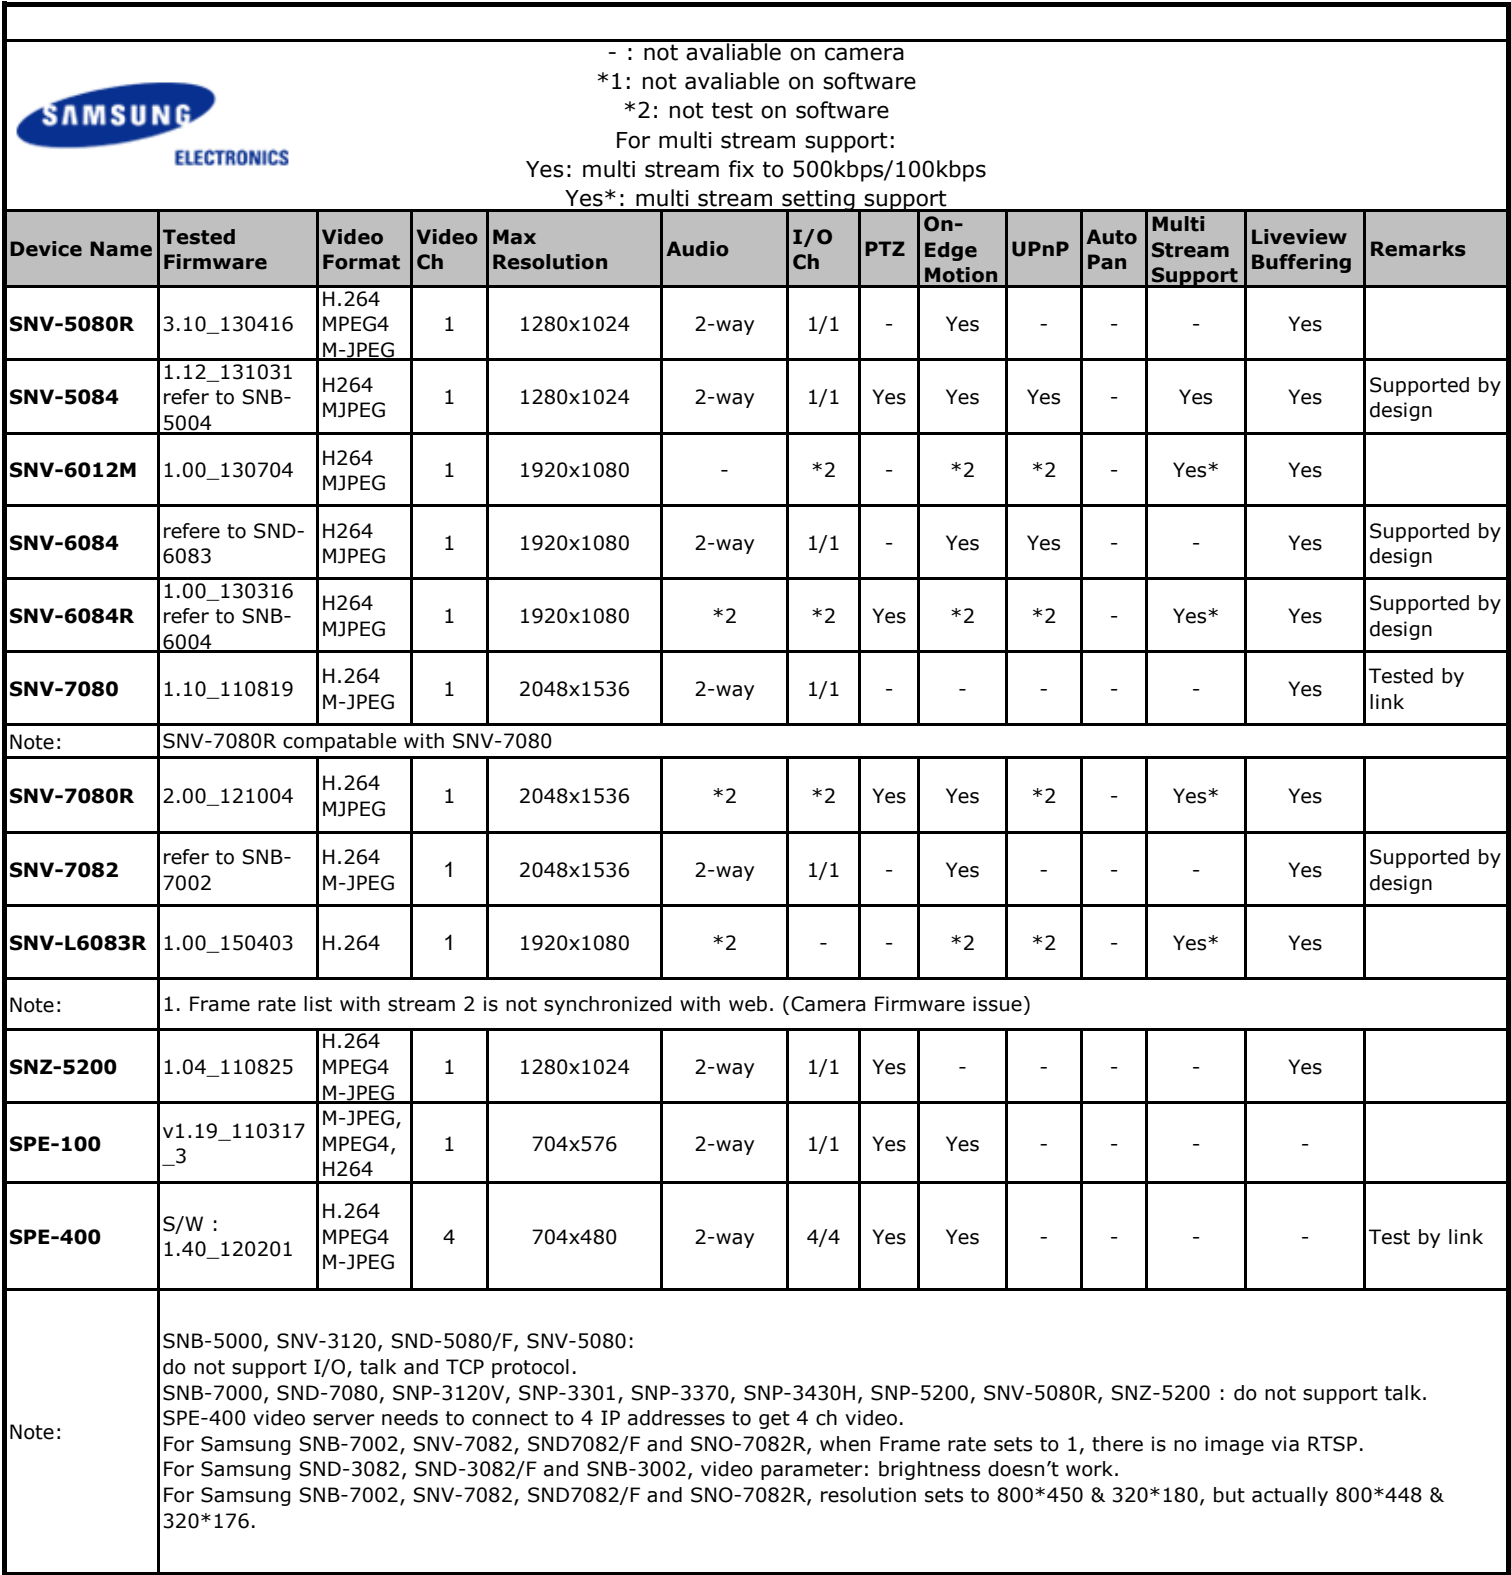 - : not avaliable on camera
*1: not avaliable on software
*2: not test on software
For multi stream support:
Yes: multi stream fix to 500kbps/100kbps
Yes*: multi stream setting support
SAMSUNG
ELECTRONICS
Device Name Tested Firmware Video Format Video Ch Max Resolution Audio I/O Ch PTZ On-Edge Motion UPnP Auto Pan Multi Stream Support Liveview Buffering Remarks
SNV-5080R 3.10_130416 H.264 MPEG4 M-JPEG 1 1280x1024 2-way 1/1 - Yes - - - Yes
SNV-5084 1.12_131031 refer to SNB-5004 H264 MJPEG 1 1280x1024 2-way 1/1 Yes Yes Yes - Yes Yes Supported by design
SNV-6012M 1.00_130704 H264 MJPEG 1 1920x1080 - *2 - *2 *2 - Yes* Yes
SNV-6084 refere to SND-6083 H264 MJPEG 1 1920x1080 2-way 1/1 - Yes Yes - - Yes Supported by design
SNV-6084R 1.00_130316 refer to SNB-6004 H264 MJPEG 1 1920x1080 *2 *2 Yes *2 *2 - Yes* Yes Supported by design
SNV-7080 1.10_110819 H.264 M-JPEG 1 2048x1536 2-way 1/1 - - - - - Yes Tested by link
Note: SNV-7080R compatable with SNV-7080
SNV-7080R 2.00_121004 H.264 MJPEG 1 2048x1536 *2 *2 Yes Yes *2 - Yes* Yes
SNV-7082 refer to SNB-7002 H.264 M-JPEG 1 2048x1536 2-way 1/1 - Yes - - - Yes Supported by design
SNV-L6083R 1.00_150403 H.264 1 1920x1080 *2 - - *2 *2 - Yes* Yes
Note: 1. Frame rate list with stream 2 is not synchronized with web. (Camera Firmware issue)
SNZ-5200 1.04_110825 H.264 MPEG4 M-JPEG 1 1280x1024 2-way 1/1 Yes - - - - Yes
SPE-100 v1.19_110317_3 M-JPEG, MPEG4, H264 1 704x576 2-way 1/1 Yes Yes - - - -
SPE-400 S/W : 1.40_120201 H.264 MPEG4 M-JPEG 4 704x480 2-way 4/4 Yes Yes - - - - Test by link
Note:
SNB-5000, SNV-3120, SND-5080/F, SNV-5080:
do not support I/O, talk and TCP protocol.
SNB-7000, SND-7080, SNP-3120V, SNP-3301, SNP-3370, SNP-3430H, SNP-5200, SNV-5080R, SNZ-5200 : do not support talk.
SPE-400 video server needs to connect to 4 IP addresses to get 4 ch video.
For Samsung SNB-7002, SNV-7082, SND7082/F and SNO-7082R, when Frame rate sets to 1, there is no image via RTSP.
For Samsung SND-3082, SND-3082/F and SNB-3002, video parameter: brightness doesn't work.
For Samsung SNB-7002, SNV-7082, SND7082/F and SNO-7082R, resolution sets to 800*450 & 320*180, but actually 800*448 &
320*176.